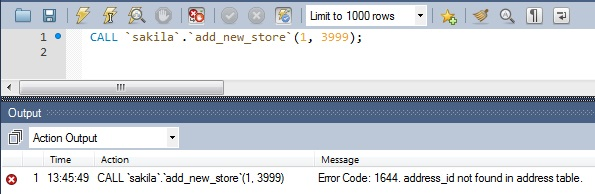 Limit to 1000 rows
1 CALL `sakila`.`add_new_store`(1, 3999);
2
Output
Action Output
Time Action Message
1 13:45:49 CALL `sakila`.`add_new_store`(1, 3999) Error Code: 1644. address_id not found in address table.